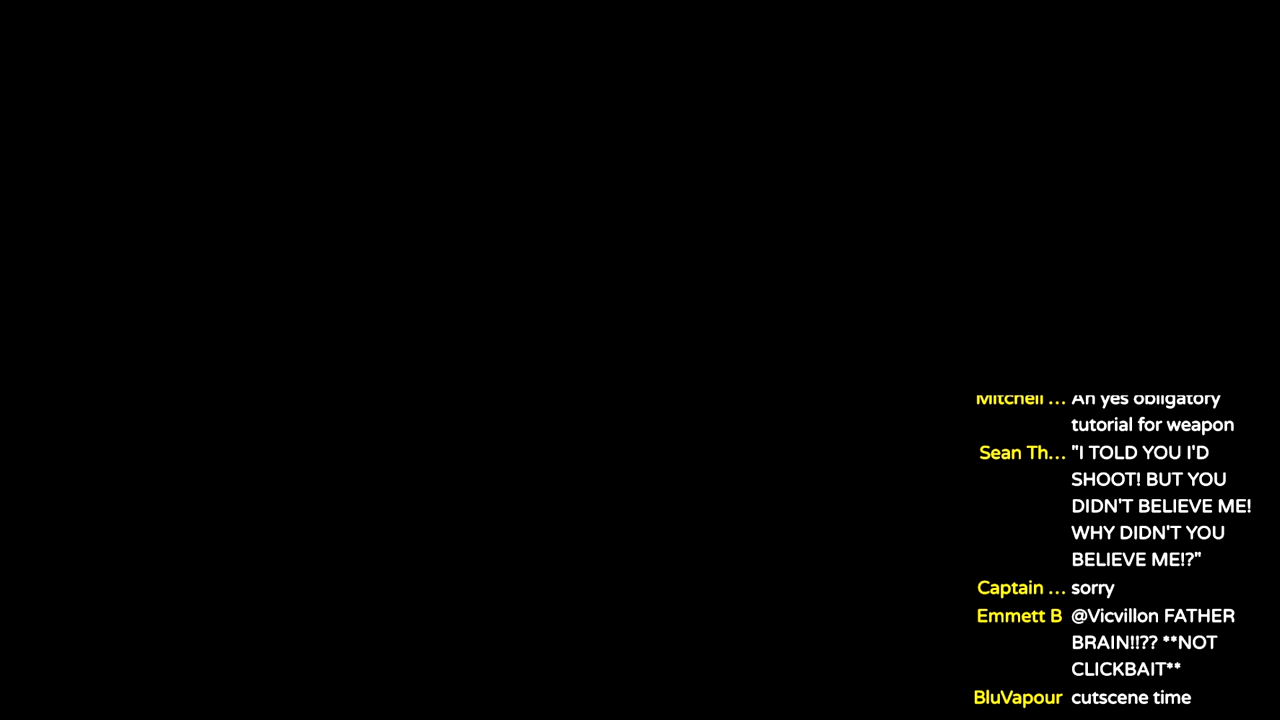 Mitchell ... Ah yes obligatory
tutorial for weapon
Sean Th... "I TOLD YOU I'D
SHOOT! BUT YOU
DIDN'T BELIEVE ME!
WHY DIDN'T YOU
BELIEVE ME!?"
Captain ... sorry
Emmett B @Vicvillon FATHER
BRAIN!!?? **NOT
CLICKBAIT**
BluVapour cutscene time